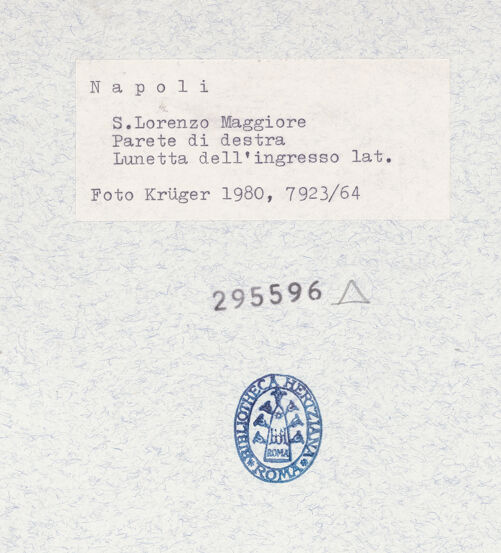 Napoli
S.Lorenzo Maggiore
Parete di destra
Lunetta dell'ingresso lat.
Foto Krüger 1980, 7923/64
295596
BIBLIOTHECA HERTZIANA
ROMA
ROMA